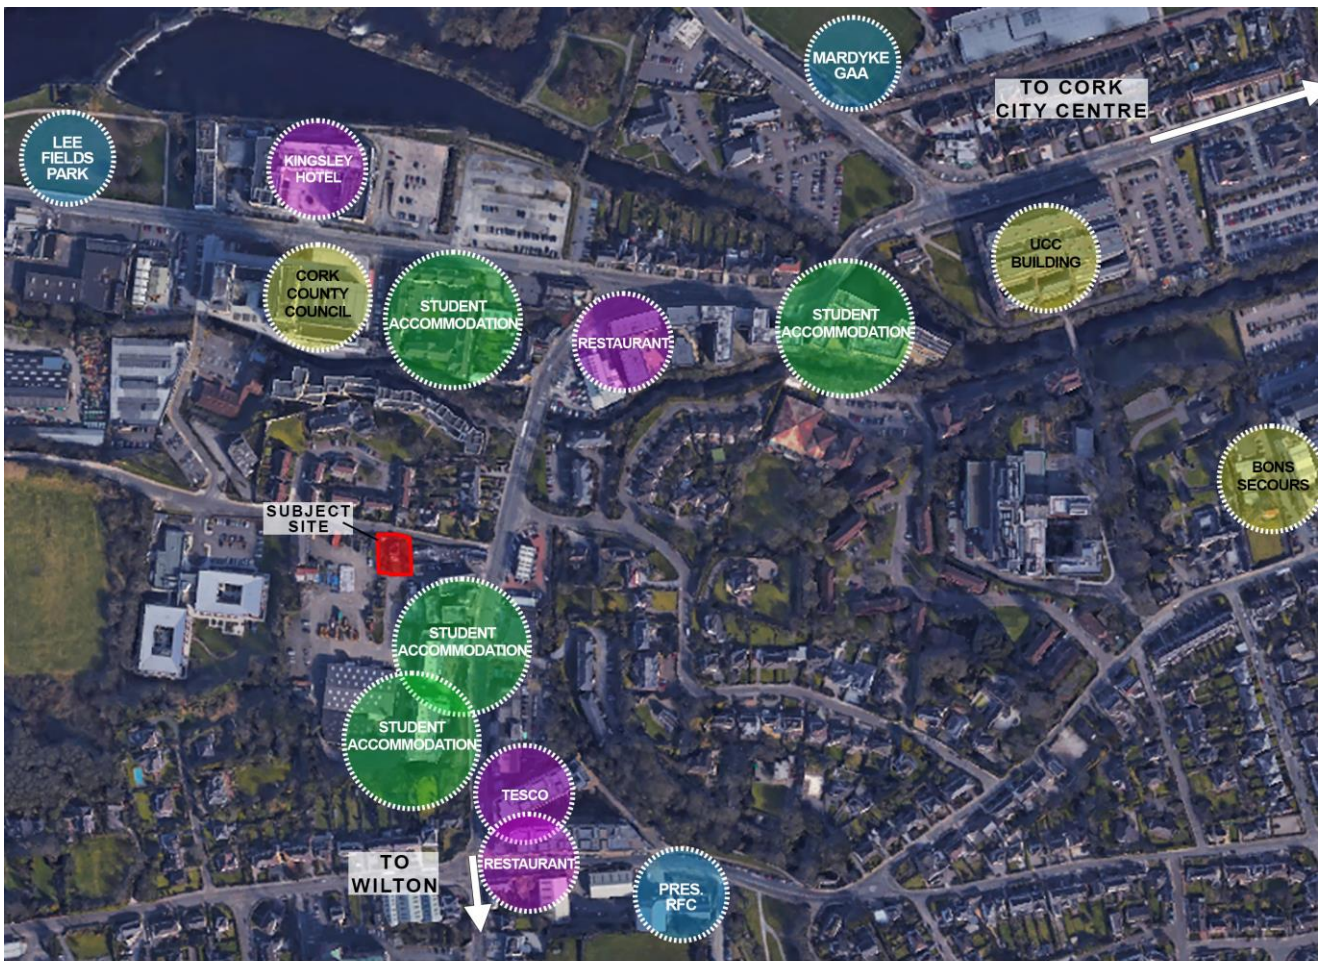 MARDYKE
GAA
TO CORK
CITY CENTRE
LEE
FIELDS
PARK
KINGSLEY
HOTEL
UCC
BUILDING
CORK
COUNTY
COUNCIL
STUDENT
ACCOMMODATION
RESTAURANT
STUDENT
ACCOMMODATION
BONS
SECOURS
SUBJECT
SITE
STUDENT
ACCOMMODATION
STUDENT
ACCOMMODATION
TESCO
RESTAURANT
TO
WILTON
PRES.
RFC